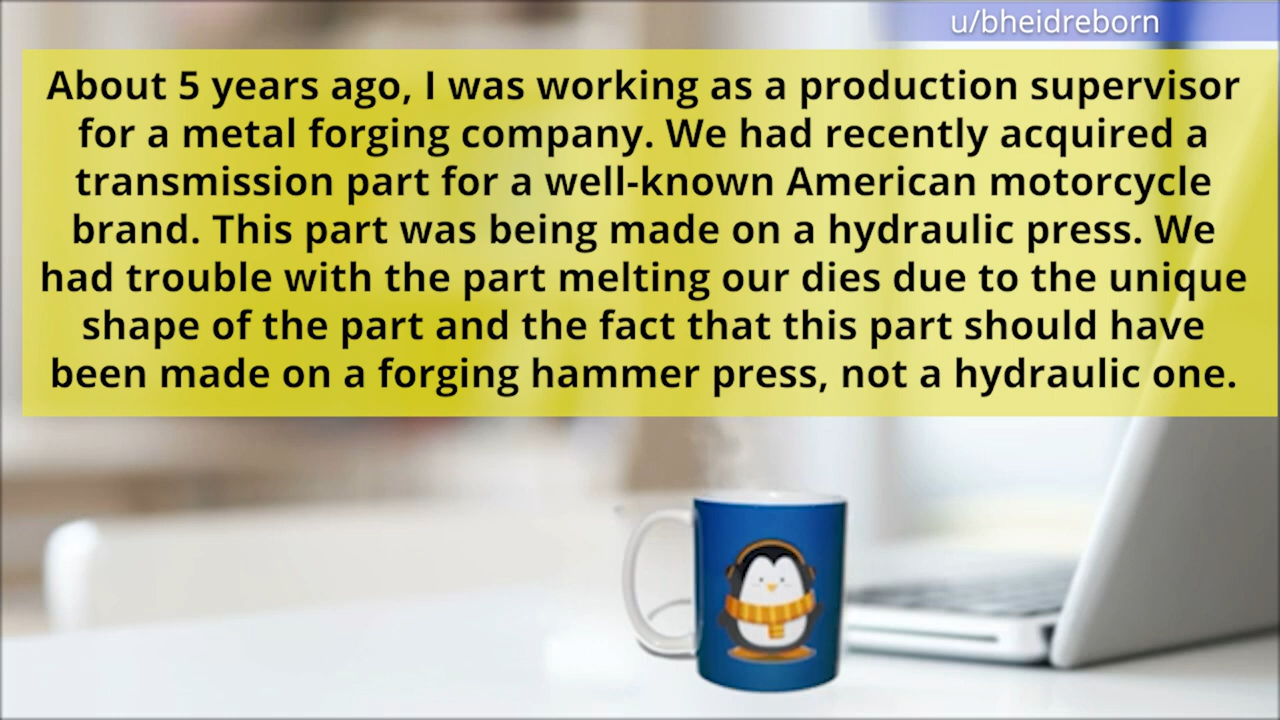 u/bheidreborn
About 5 years ago, I was working as a production supervisor
for a metal forging company. We had recently acquired a
transmission part for a well-known American motorcycle
brand. This part was being made on a hydraulic press. We
had trouble with the part melting our dies due to the unique
shape of the part and the fact that this part should have
been made on a forging hammer press, not a hydraulic one.